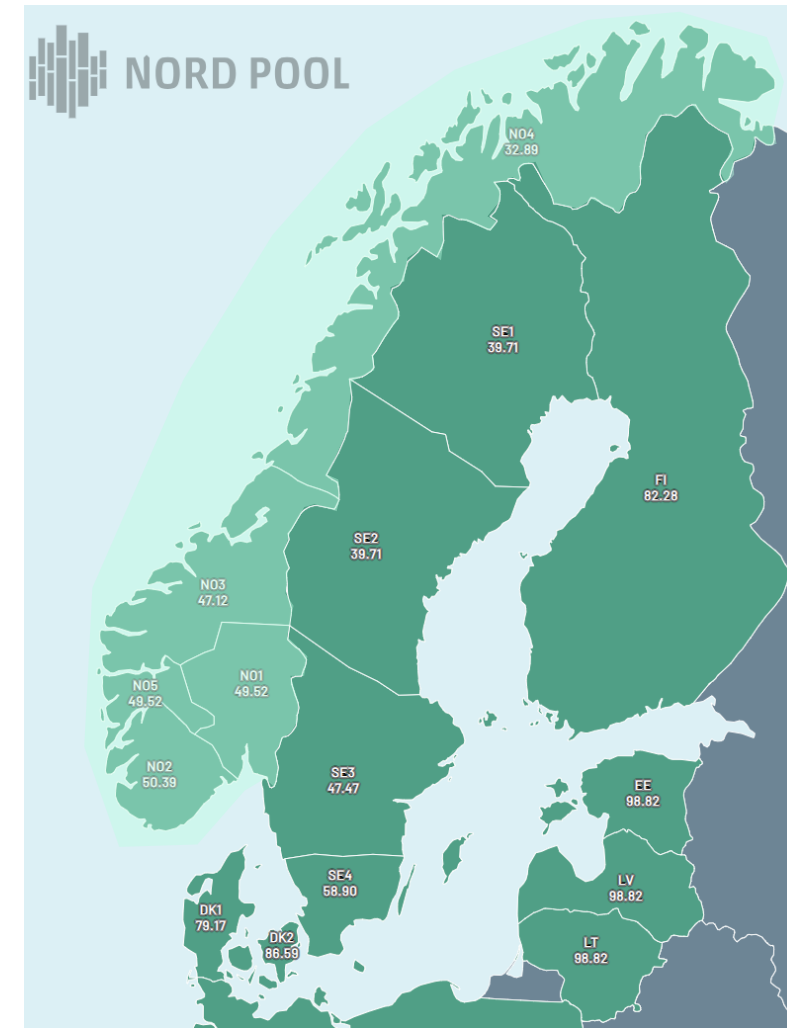 NORD POOL
NO4
32.89
SE1
39.71
FI
82.28
SE2
39.71
NO3
47.12
NO1
49.52
NO5
49.52
NO2
50.39
SE3
47.47
EE
98.82
SE4
58.90
LV
98.82
DK1
79.17
DK2
86.59
LT
98.82